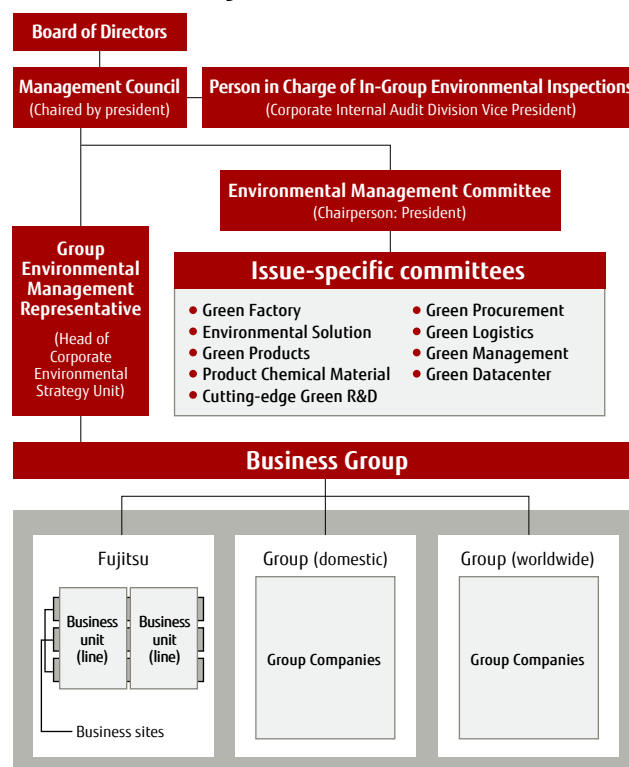 Board of Directors
Management Council
(Chaired by president)
Person in Charge of In-Group Environmental Inspections
(Corporate Internal Audit Division Vice President)
Environmental Management Committee
(Chairperson: President)
Group
Environmental
Management
Representative
(Head of
Corporate
Environmental
Strategy Unit)
Issue-specific committees
• Green Factory
• Environmental Solution
• Green Products
• Product Chemical Material
• Cutting-edge Green R&D
• Green Procurement
• Green Logistics
• Green Management
• Green Datacenter
Business Group
Fujitsu
Business
unit
(line)
Business
unit
(line)
Business sites
Group (domestic)
Group Companies
Group (worldwide)
Group Companies